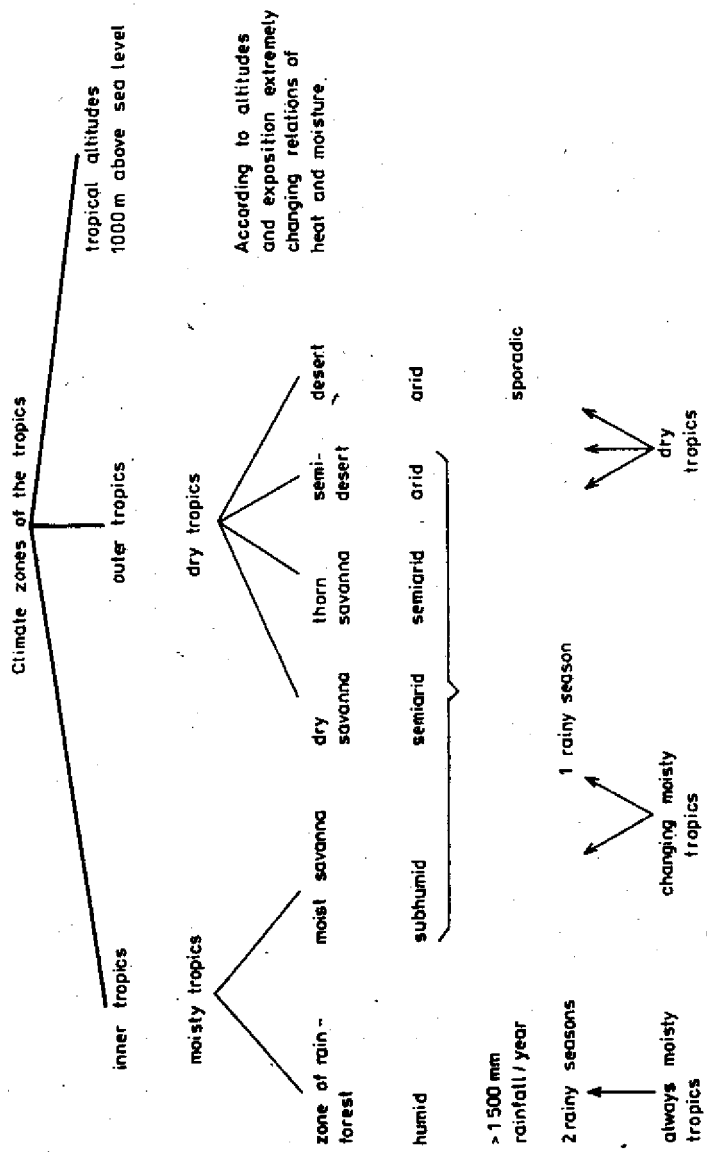 Climate zones of the tropics
inner tropics
outer tropics
tropical altitudes
1000 m above sea level
moisty tropics
dry tropics
According to altitudes
and exposition extremely
changing relations of
heat and moisture.
zone of rain-
forest
moist savanna
dry
savanna
thorn
savanna
semi-
desert
desert
humid
subhumid
semiarid
semiarid
arid
arid
> 1500 mm
rainfall / year
sporadic
2 rainy seasons
1 rainy season
always moisty
tropics
changing moisty
tropics
dry
tropics